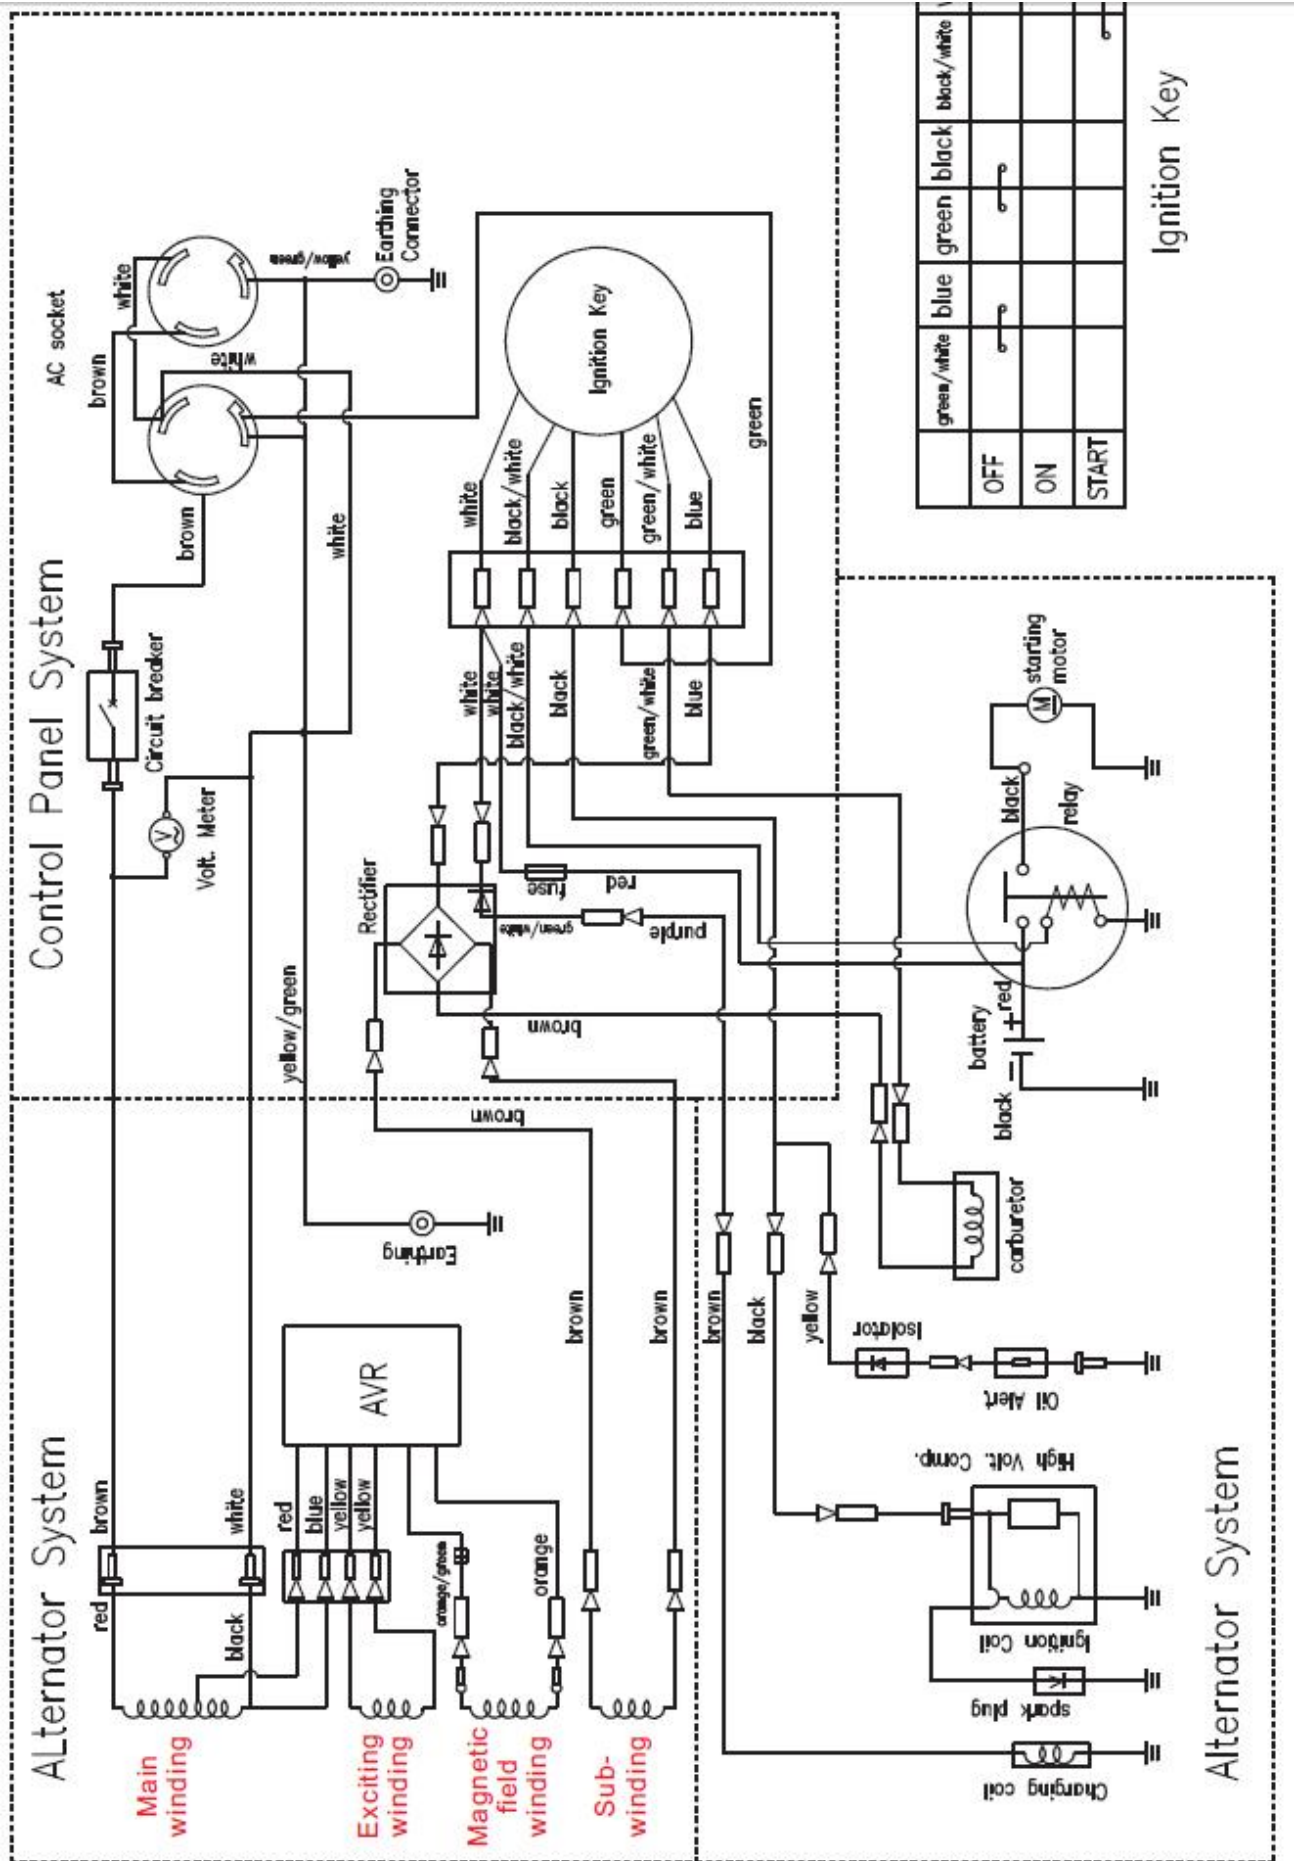 Control Panel System
AC socket
brown
white
brown
white
white
yellow/green
Earthing
Connector
Circuit breaker
Volt. Meter
yellow/green
Ignition Key
white
black/white
black
green
green/white
blue
green
white
white
black/white
black
green/white
blue
Rectifier
fuse
red
green/white
purple
brown
brown
green/white
blue
green
black
black/white
OFF
ON
START
Ignition Key
starting
motor
black
relay
battery
red
+
-
black
M
V
ALternator System
brown
red
white
black
red
blue
yellow
yellow
AVR
Earthing
orange/green
orange
brown
brown
brown
black
yellow
carburetor
Isolator
Oil Alert
High Volt. Comp.
Ignition Coil
spark plug
Charging coil
Alternator System
Main
winding
Exciting
winding
Magnetic
field
winding
Sub-
winding